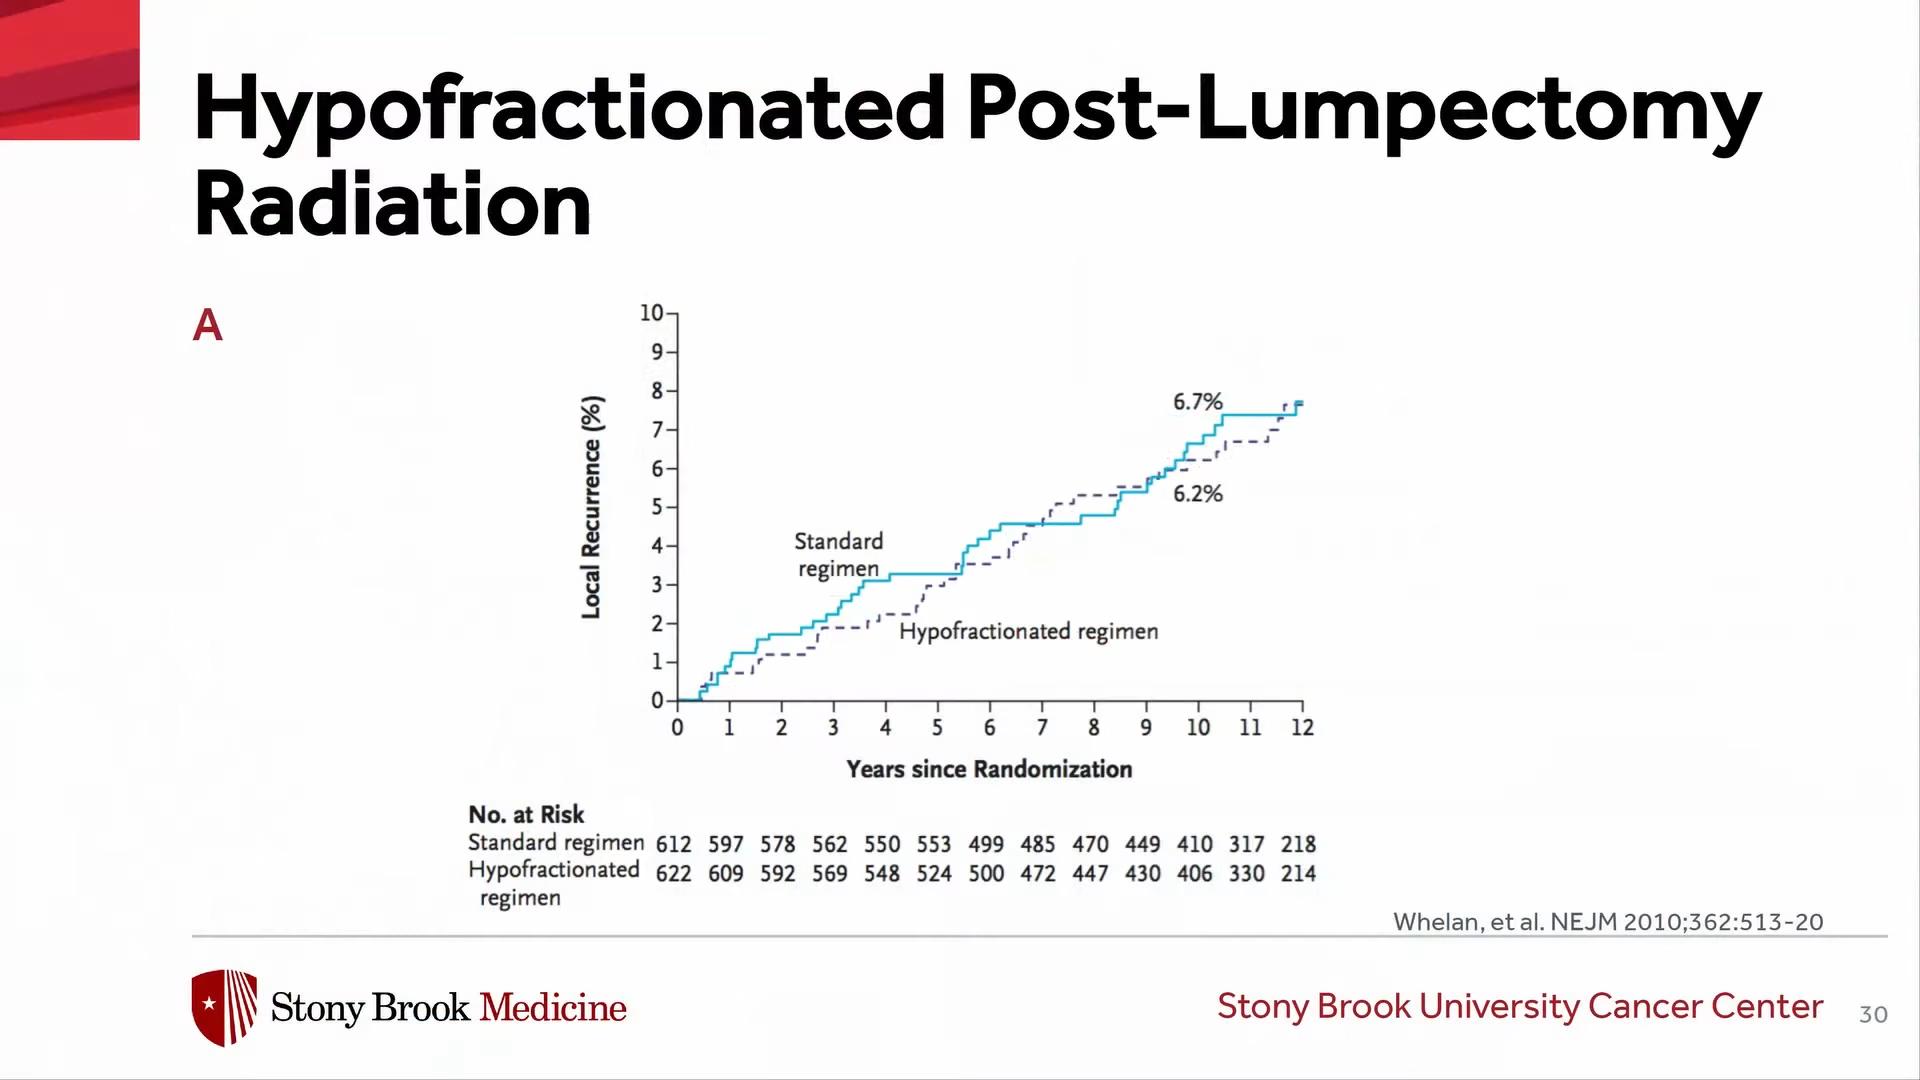 Hypofractionated Post-Lumpectomy
Radiation
A
10
9
8
7
6
5
4
3
2
1
0
Local Recurrence (%)
6.7%
6.2%
Standard
regimen
Hypofractionated regimen
0 1 2 3 4 5 6 7 8 9 10 11 12
Years since Randomization
No. at Risk
Standard regimen 612 597 578 562 550 553 499 485 470 449 410 317 218
Hypofractionated 622 609 592 569 548 524 500 472 447 430 406 330 214
regimen
Whelan, et al. NEJM 2010;362:513-20
Stony Brook Medicine
Stony Brook University Cancer Center
30